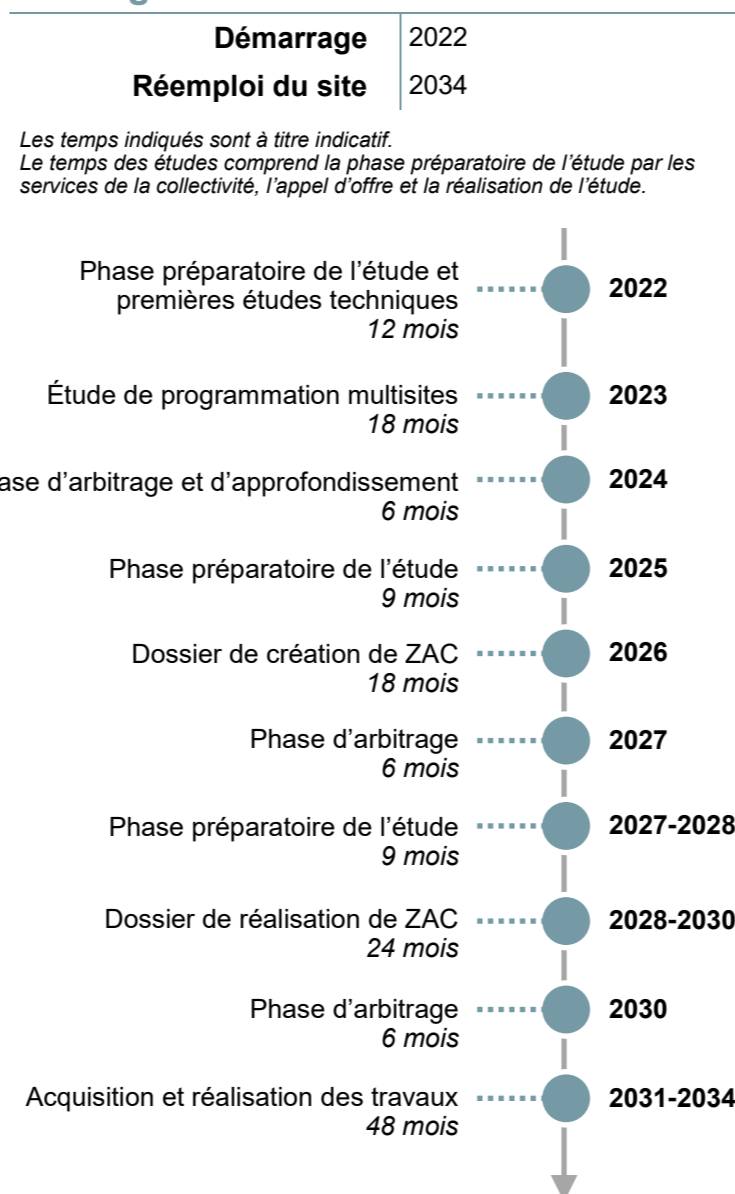 Démarrage 2022
Réemploi du site 2034
Les temps indiqués sont à titre indicatif.
Le temps des études comprend la phase préparatoire de l'étude par les
services de la collectivité, l'appel d'offre et la réalisation de l'étude.
Phase préparatoire de l'étude et
premières études techniques
12 mois
2022
Étude de programmation multisites
18 mois
2023
ase d'arbitrage et d'approfondissement
6 mois
2024
Phase préparatoire de l'étude
9 mois
2025
Dossier de création de ZAC
18 mois
2026
Phase d'arbitrage
6 mois
2027
Phase préparatoire de l'étude
9 mois
2027-2028
Dossier de réalisation de ZAC
24 mois
2028-2030
Phase d'arbitrage
6 mois
2030
Acquisition et réalisation des travaux
48 mois
2031-2034